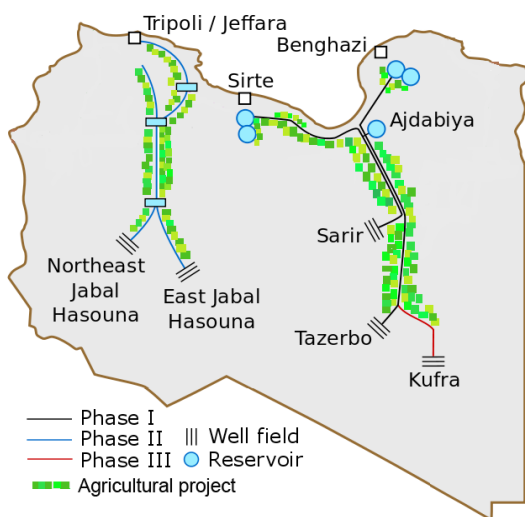 Tripoli / Jeffara
Benghazi
Sirte
Ajdabiya
Sarir
Northeast
Jabal
Hasouna
East Jabal
Hasouna
Tazerbo
Kufra
Phase I
Phase II
Well field
Phase III
Reservoir
Agricultural project